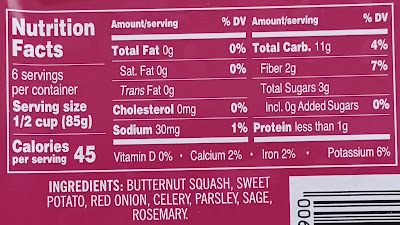 Nutrition
Facts
6 servings
per container
Serving size
1/2 cup (85g)
Calories
per serving 45
Amount/serving % DV
Total Fat 0g 0%
Sat. Fat 0g 0%
Trans Fat 0g
Cholesterol 0mg 0%
Sodium 30mg 1%
Amount/serving % DV
Total Carb. 11g 4%
Fiber 2g 7%
Total Sugars 3g
Incl. 0g Added Sugars 0%
Protein less than 1g
Vitamin D 0% • Calcium 2% • Iron 2% • Potassium 6%
INGREDIENTS: BUTTERNUT SQUASH, SWEET
POTATO, RED ONION, CELERY, PARSLEY, SAGE,
ROSEMARY.